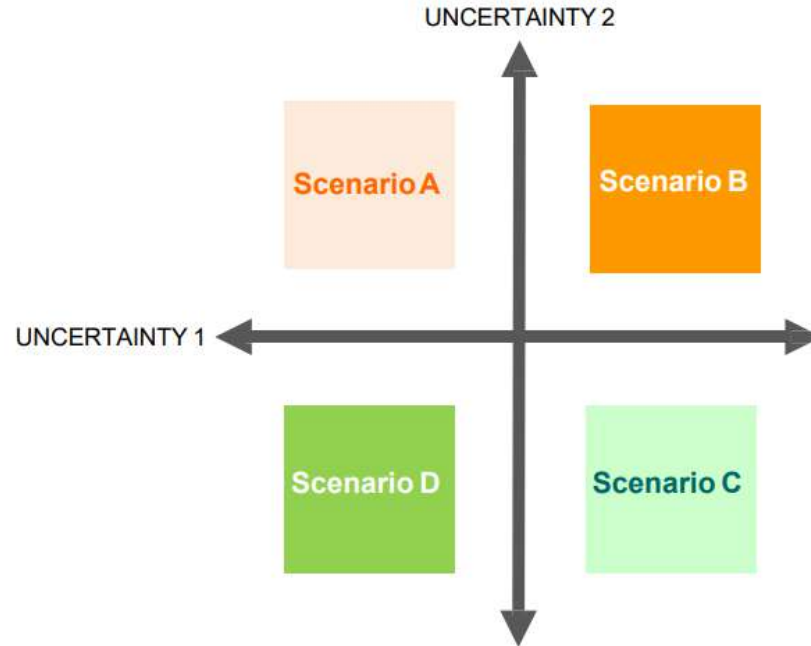 UNCERTAINTY 2
Scenario A
Scenario B
UNCERTAINTY 1
Scenario D
Scenario C